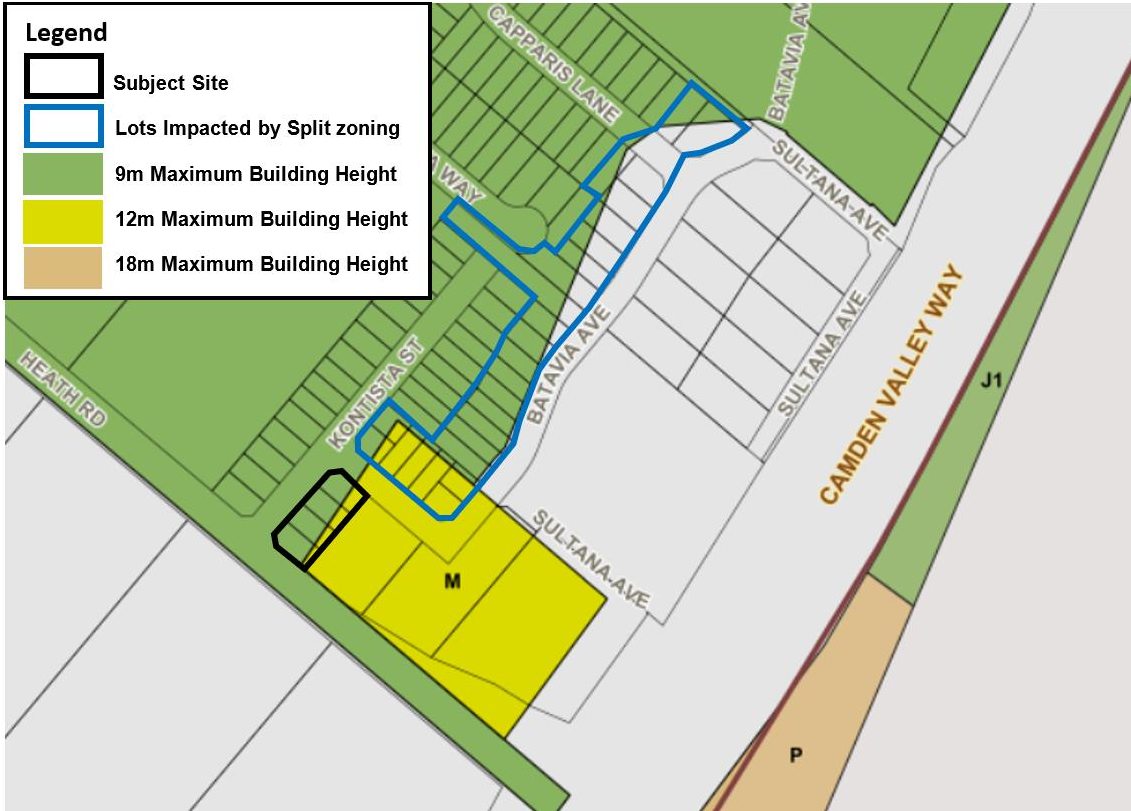 Legend
Subject Site
Lots Impacted by Split zoning
9m Maximum Building Height
12m Maximum Building Height
18m Maximum Building Height
CAPPARIS LANE
BATAVIA AV
SULTANA AVE
A WAY
BATAVIA AVE
SULTANA AVE
CAMDEN VALLEY WAY
J1
HEATH RD
KONTISTA ST
SULTANA AVE
M
P